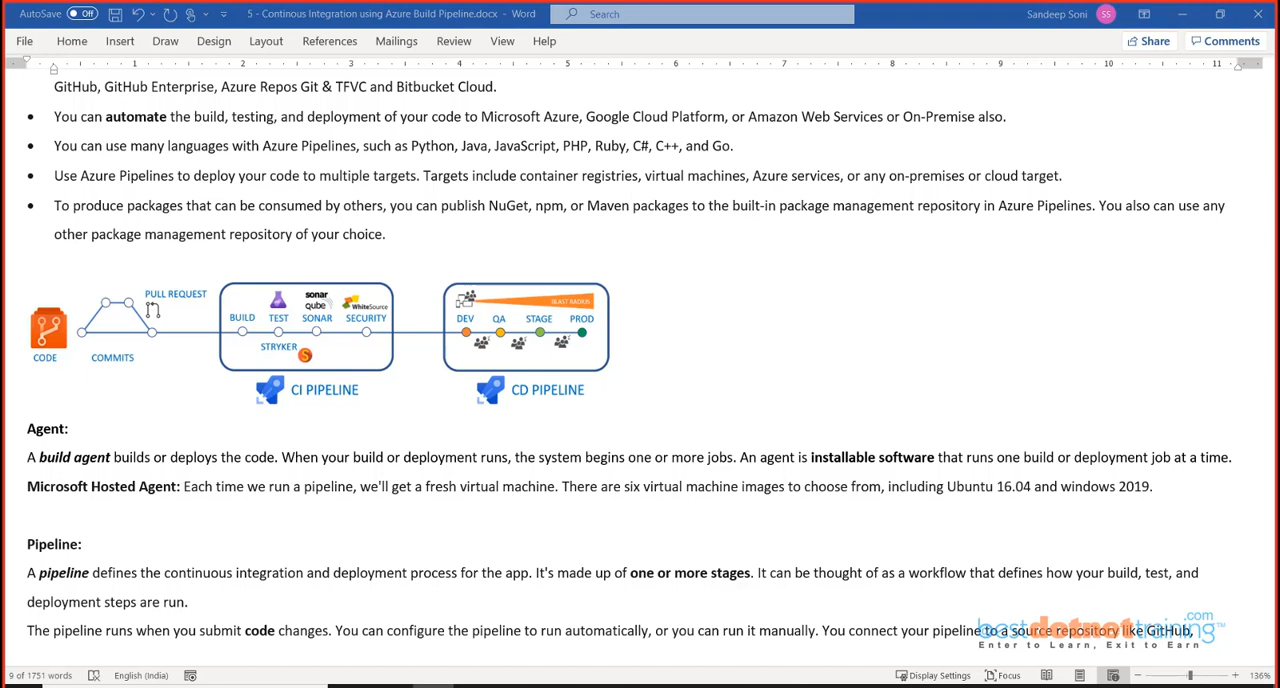 AutoSave Off 5 - Continous Integration using Azure Build Pipeline.docx - Word Search Sandeep Soni SS
File Home Insert Draw Design Layout References Mailings Review View Help Share Comments
1 2 3 4 5 6 7 8 9 10 11
GitHub, GitHub Enterprise, Azure Repos Git & TFVC and Bitbucket Cloud.
• You can automate the build, testing, and deployment of your code to Microsoft Azure, Google Cloud Platform, or Amazon Web Services or On-Premise also.
• You can use many languages with Azure Pipelines, such as Python, Java, JavaScript, PHP, Ruby, C#, C++, and Go.
• Use Azure Pipelines to deploy your code to multiple targets. Targets include container registries, virtual machines, Azure services, or any on-premises or cloud target.
• To produce packages that can be consumed by others, you can publish NuGet, npm, or Maven packages to the built-in package management repository in Azure Pipelines. You also can use any
other package management repository of your choice.
PULL REQUEST
sonar
qube
WhiteSource
BLAST RADIUS
BUILD TEST SONAR SECURITY
DEV QA STAGE PROD
STRYKER
S
CODE COMMITS
CI PIPELINE CD PIPELINE
Agent:
A build agent builds or deploys the code. When your build or deployment runs, the system begins one or more jobs. An agent is installable software that runs one build or deployment job at a time.
Microsoft Hosted Agent: Each time we run a pipeline, we'll get a fresh virtual machine. There are six virtual machine images to choose from, including Ubuntu 16.04 and windows 2019.
Pipeline:
A pipeline defines the continuous integration and deployment process for the app. It's made up of one or more stages. It can be thought of as a workflow that defines how your build, test, and
deployment steps are run.
The pipeline runs when you submit code changes. You can configure the pipeline to run automatically, or you can run it manually. You connect your pipeline to a source repository like GitHub,
bestdotnettraining.com™
Enter to Learn, Exit to Earn
9 of 1751 words English (India) Display Settings Focus 136%